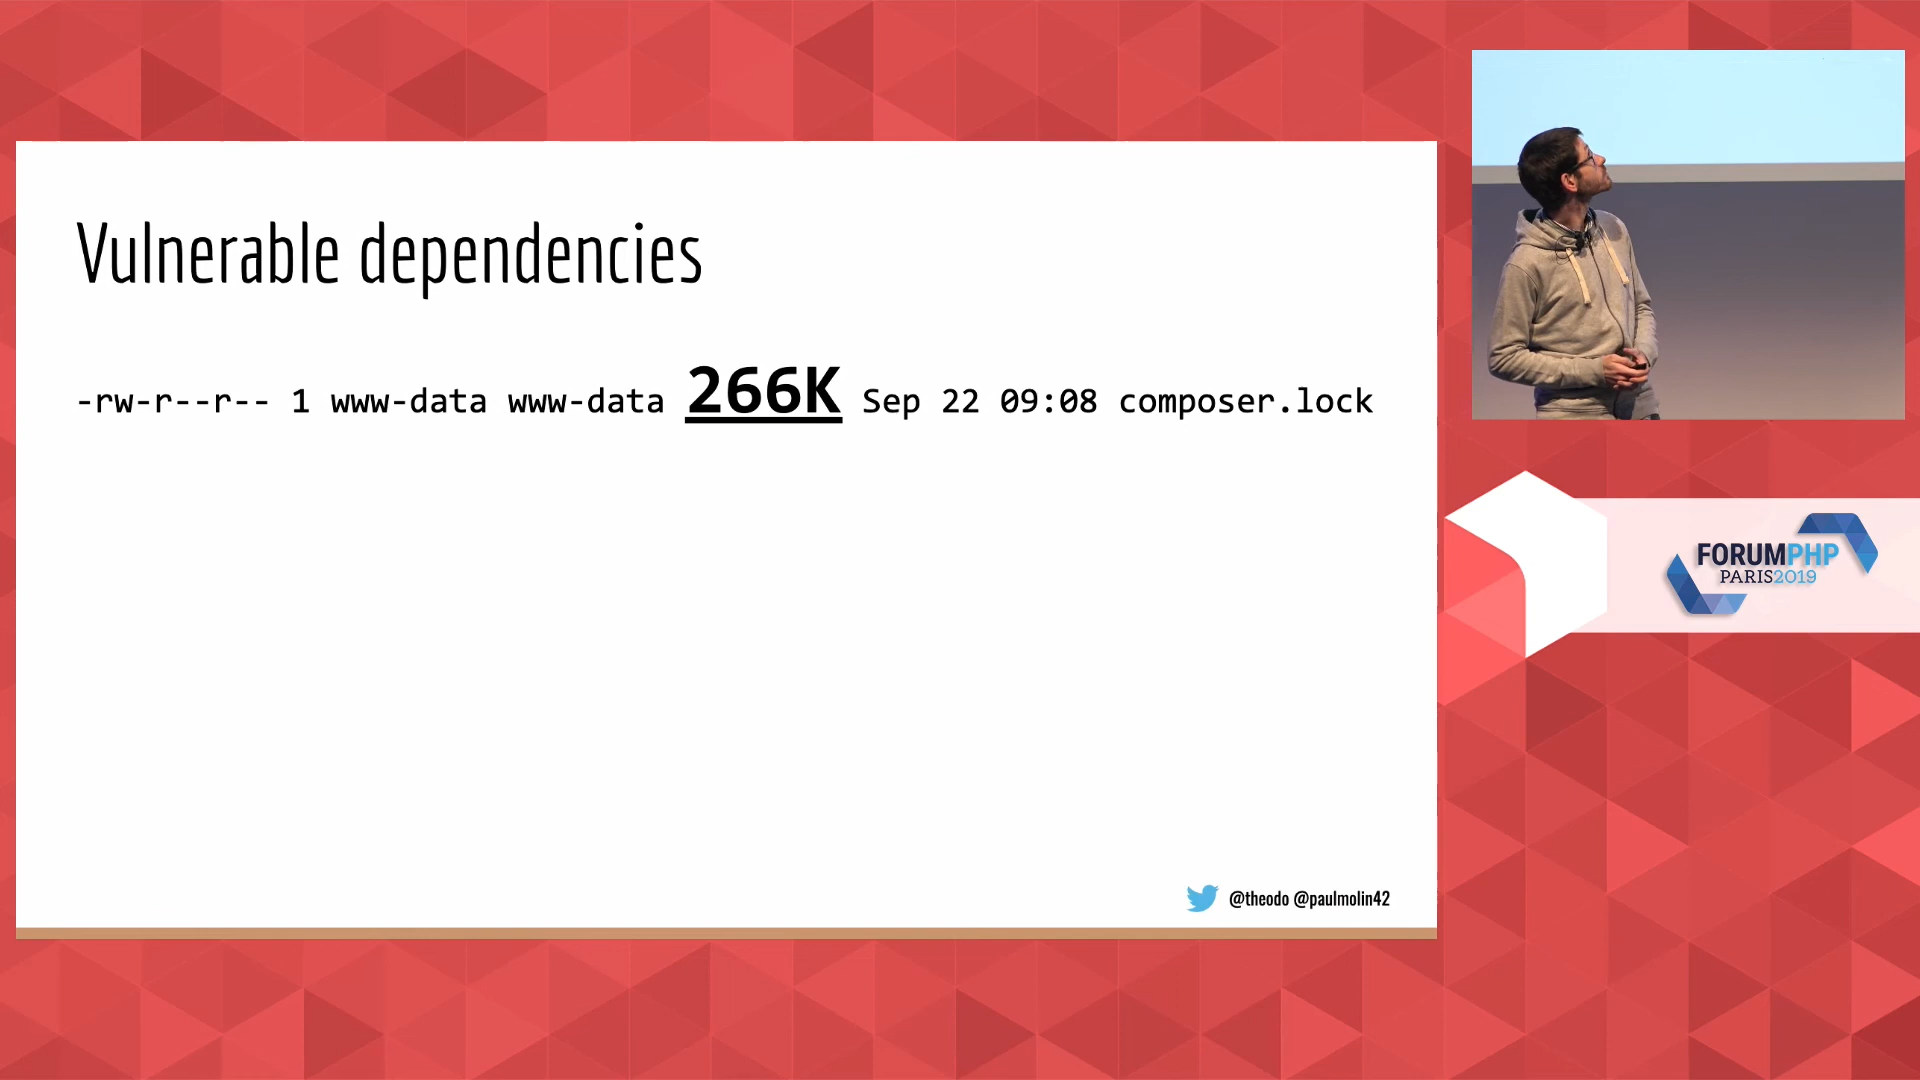 Vulnerable dependencies
-rw-r--r-- 1 www-data www-data 266K Sep 22 09:08 composer.lock
@theodo @paulmolin42
FORUMPHP
PARIS2019